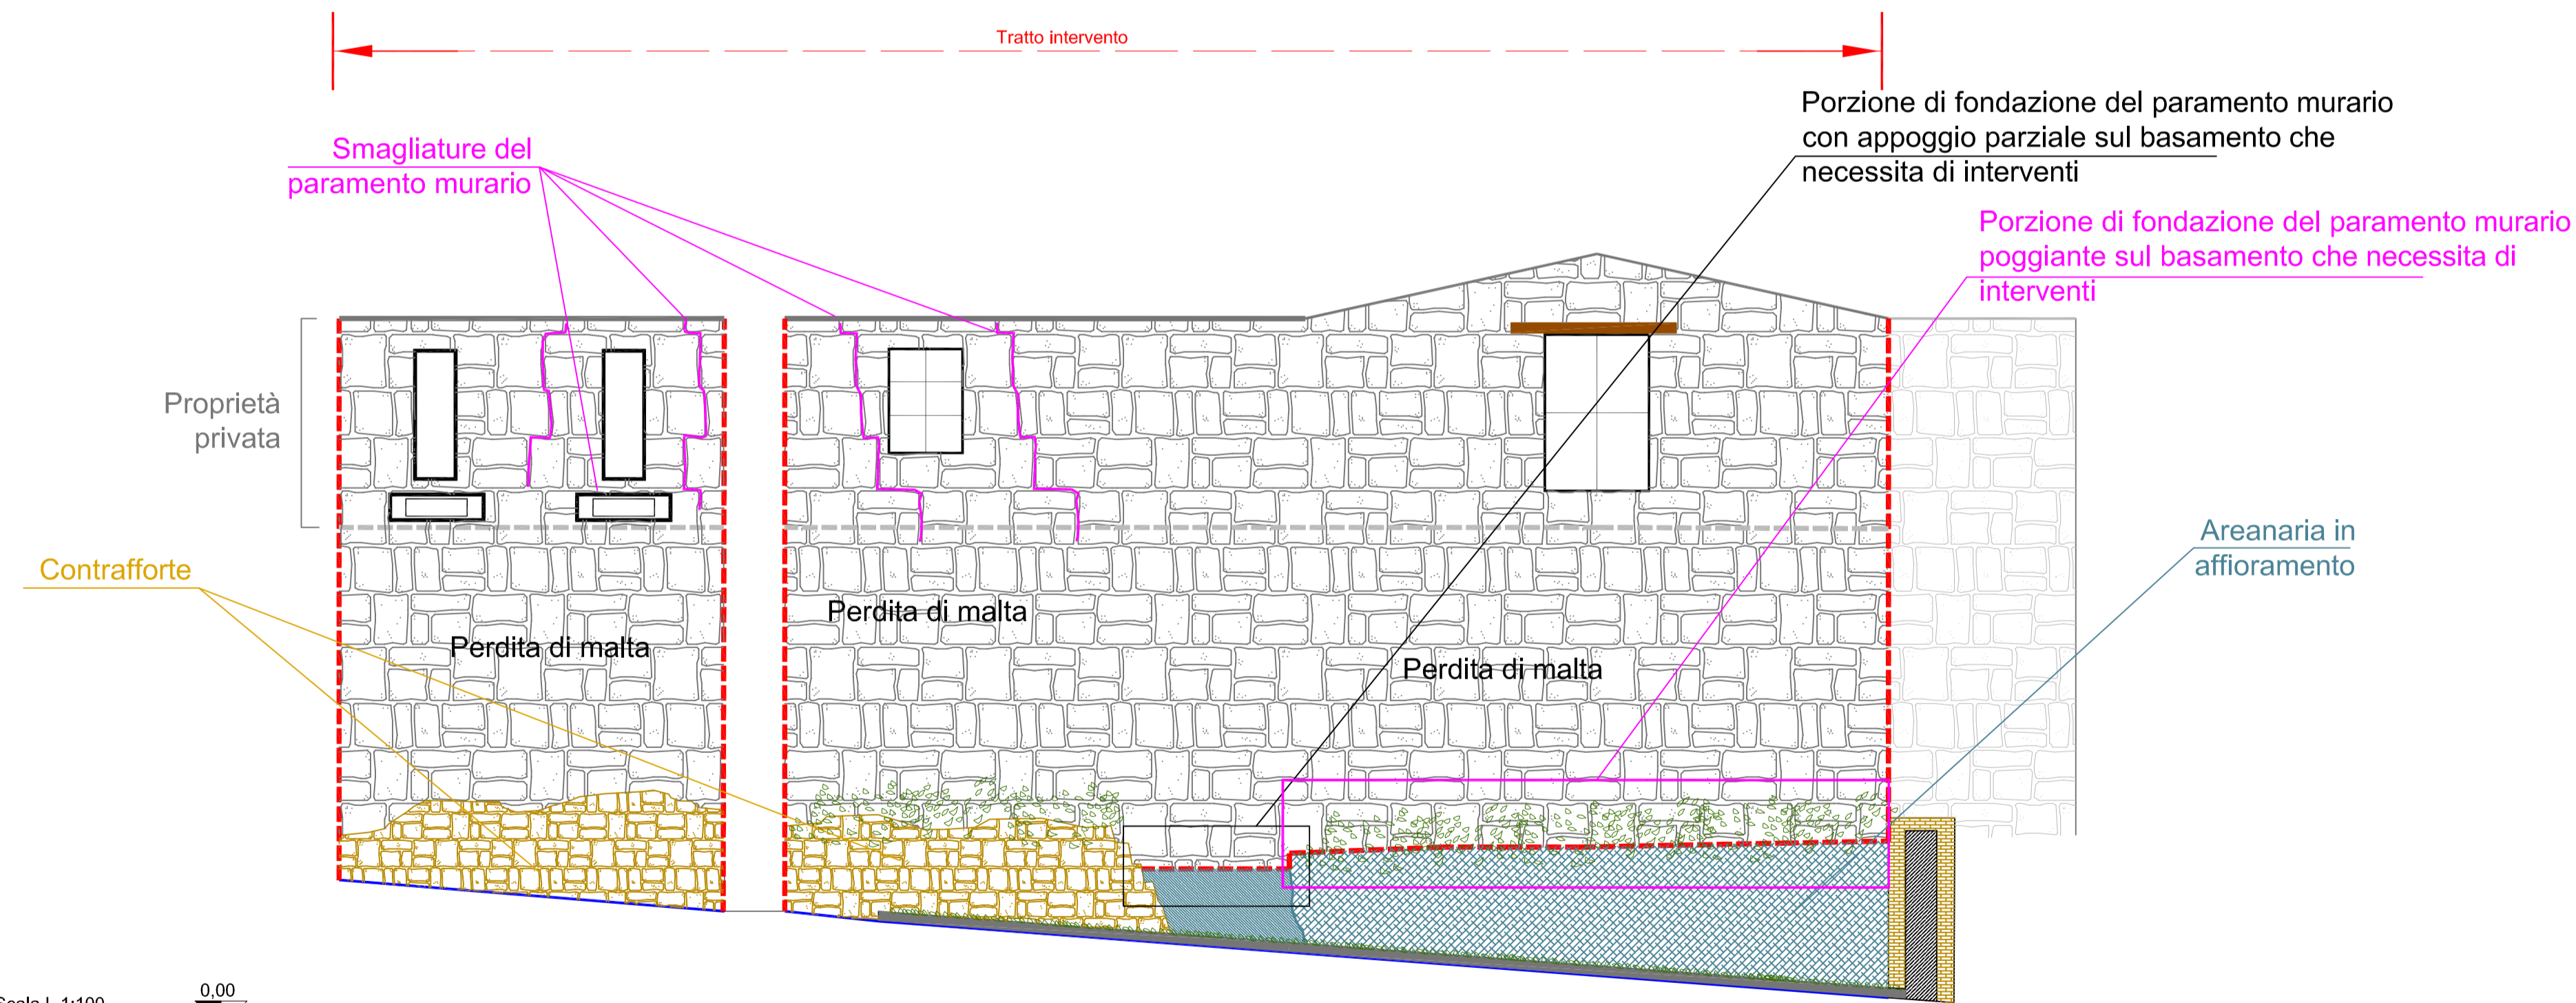 Tratto intervento
Porzione di fondazione del paramento murario
con appoggio parziale sul basamento che
necessita di interventi
Smagliature del
paramento murario
Porzione di fondazione del paramento murario
poggiante sul basamento che necessita di
interventi
Proprietà
privata
Areanaria in
affioramento
Contrafforte
Perdita di malta
Perdita di malta
Perdita di malta
0,00